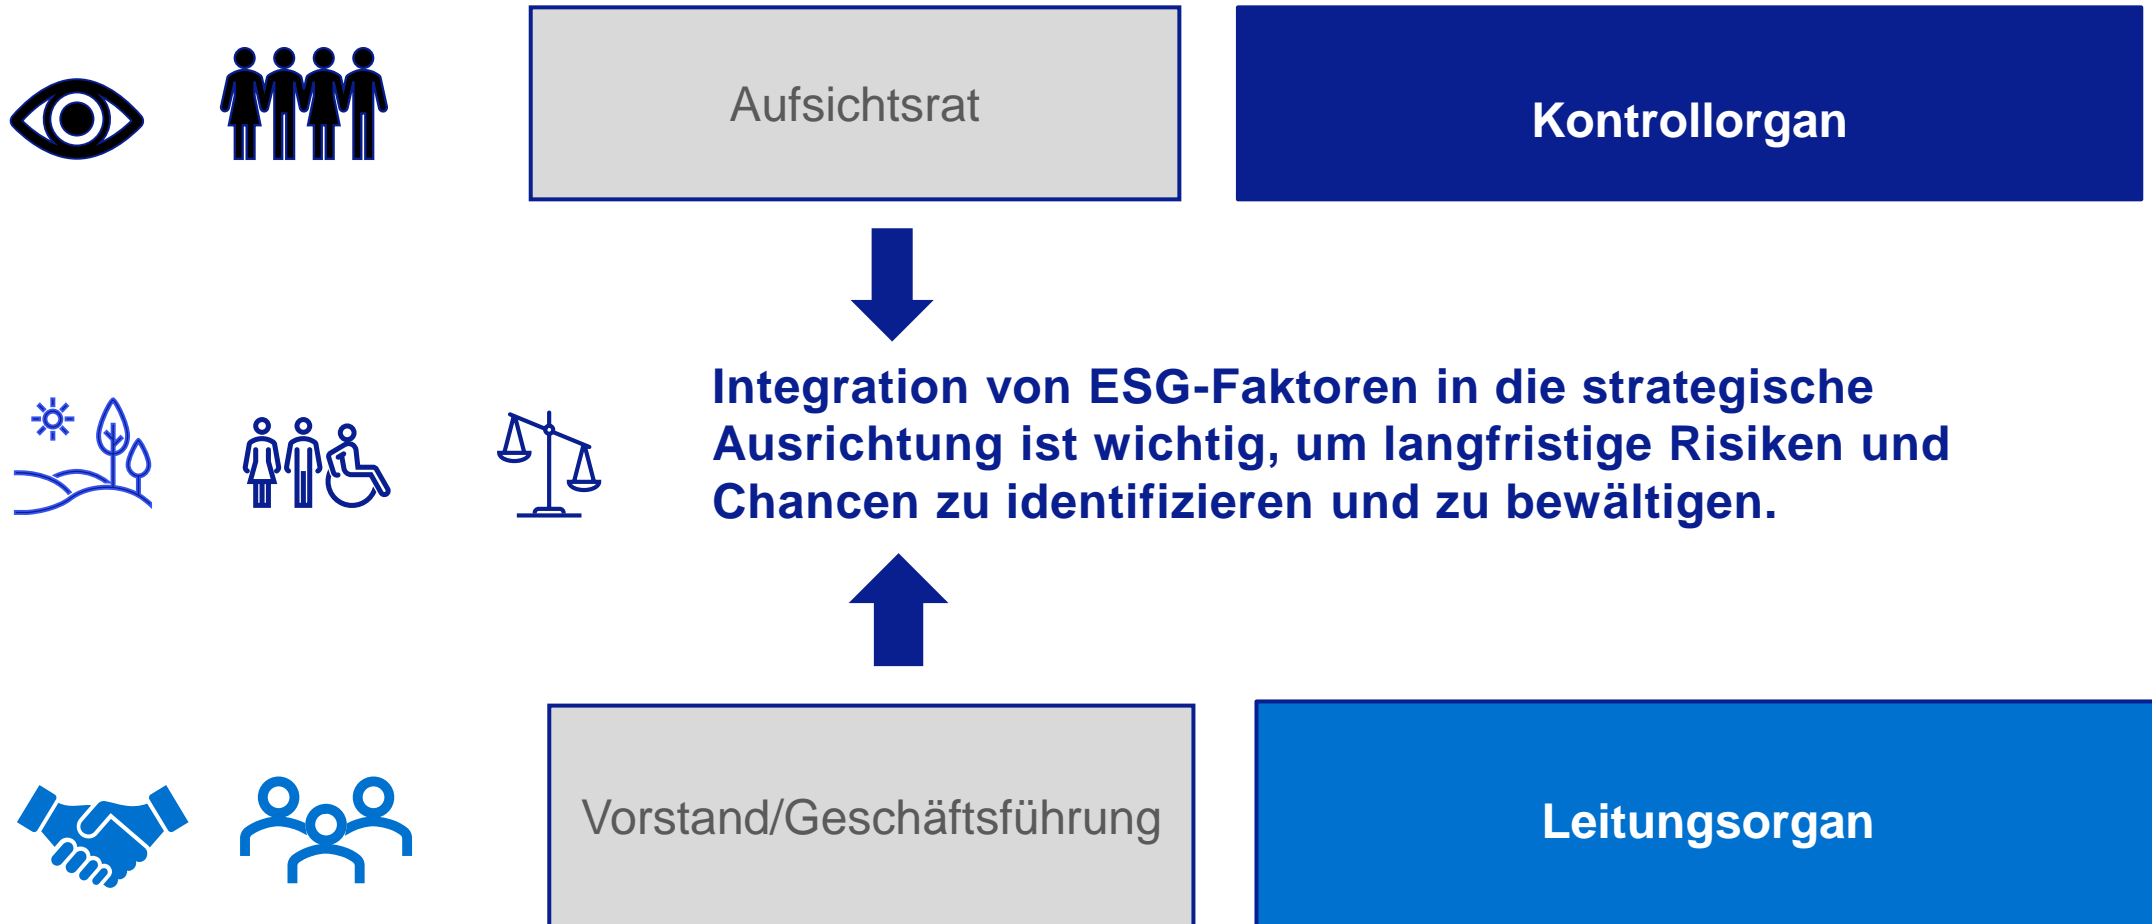 Aufsichtsrat
Kontrollorgan
Integration von ESG-Faktoren in die strategische
Ausrichtung ist wichtig, um langfristige Risiken und
Chancen zu identifizieren und zu bewältigen.
Vorstand/Geschäftsführung
Leitungsorgan